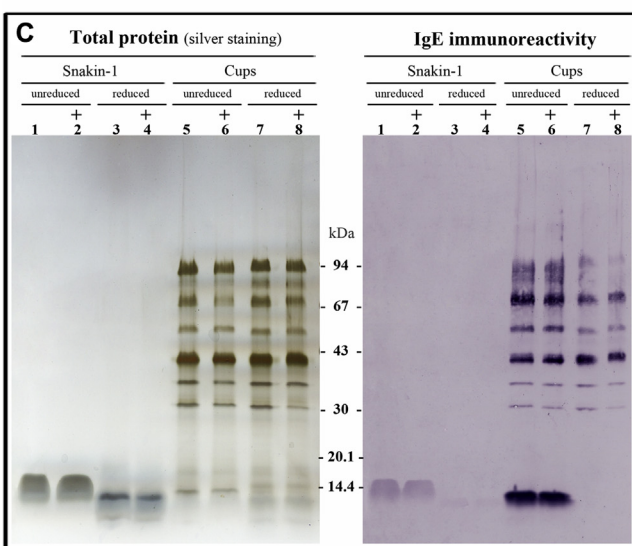 C Total protein (silver staining) IgE immunoreactivity
Snakin-1 Cups Snakin-1 Cups
unreduced reduced unreduced reduced unreduced reduced unreduced reduced
+ + + + + + + +
1 2 3 4 5 6 7 8 1 2 3 4 5 6 7 8
kDa
- 94 -
- 67 -
- 43 -
- 30 -
- 20.1 -
- 14.4 -